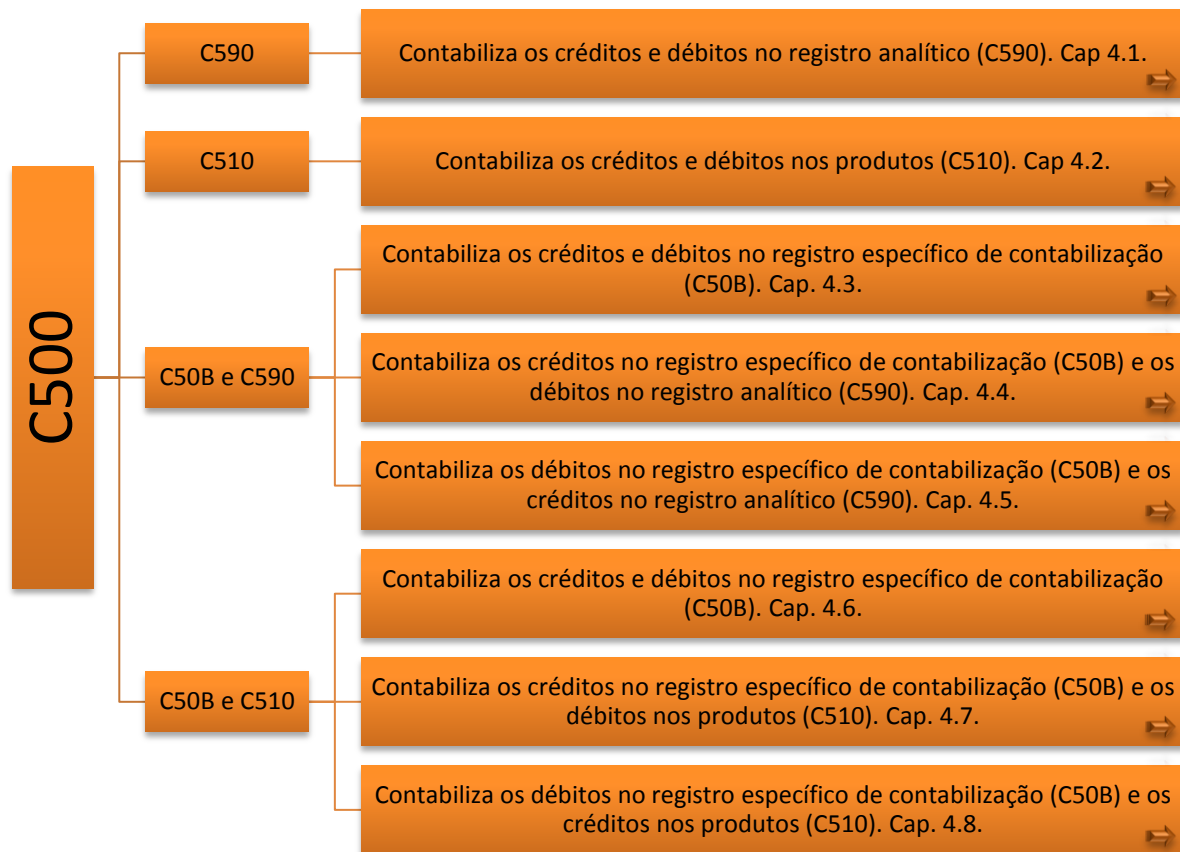 C500
C590
Contabiliza os créditos e débitos no registro analítico (C590). Cap 4.1.
C510
Contabiliza os créditos e débitos nos produtos (C510). Cap 4.2.
C50B e C590
Contabiliza os créditos e débitos no registro específico de contabilização
(C50B). Cap. 4.3.
Contabiliza os créditos no registro específico de contabilização (C50B) e os
débitos no registro analítico (C590). Cap. 4.4.
Contabiliza os débitos no registro específico de contabilização (C50B) e os
créditos no registro analítico (C590). Cap. 4.5.
C50B e C510
Contabiliza os créditos e débitos no registro específico de contabilização
(C50B). Cap. 4.6.
Contabiliza os créditos no registro específico de contabilização (C50B) e os
débitos nos produtos (C510). Cap. 4.7.
Contabiliza os débitos no registro específico de contabilização (C50B) e os
créditos nos produtos (C510). Cap. 4.8.